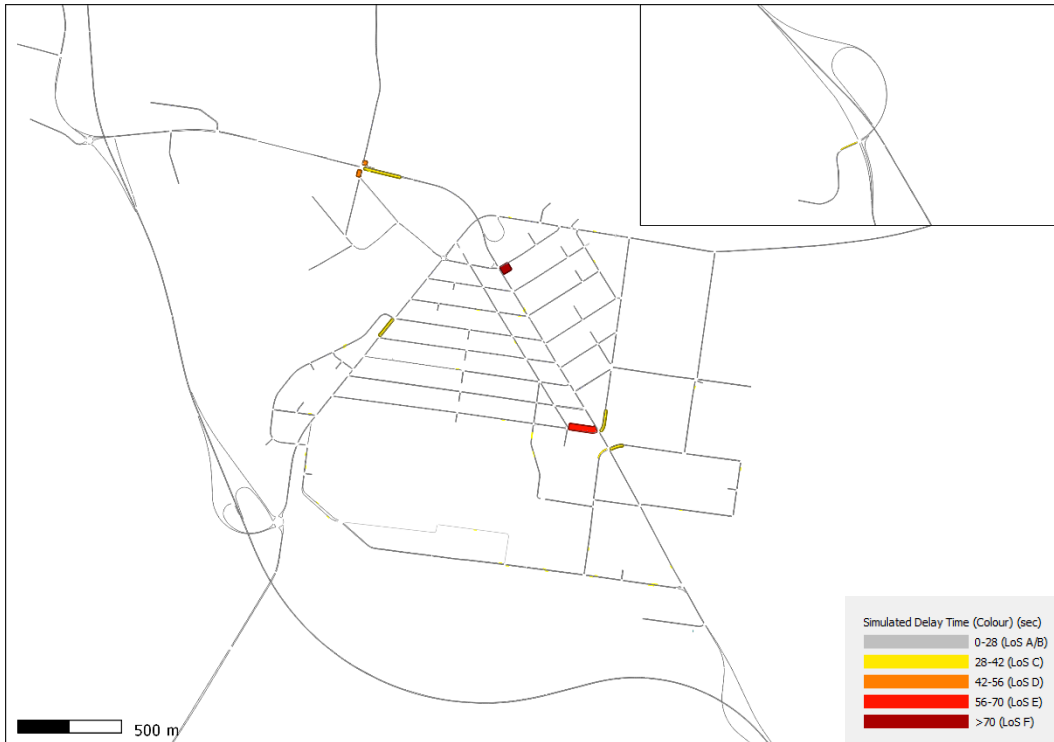 Simulated Delay Time (Colour) (sec)
0-28 (LoS A/B)
28-42 (LoS C)
42-56 (LoS D)
56-70 (LoS E)
>70 (LoS F)
500 m